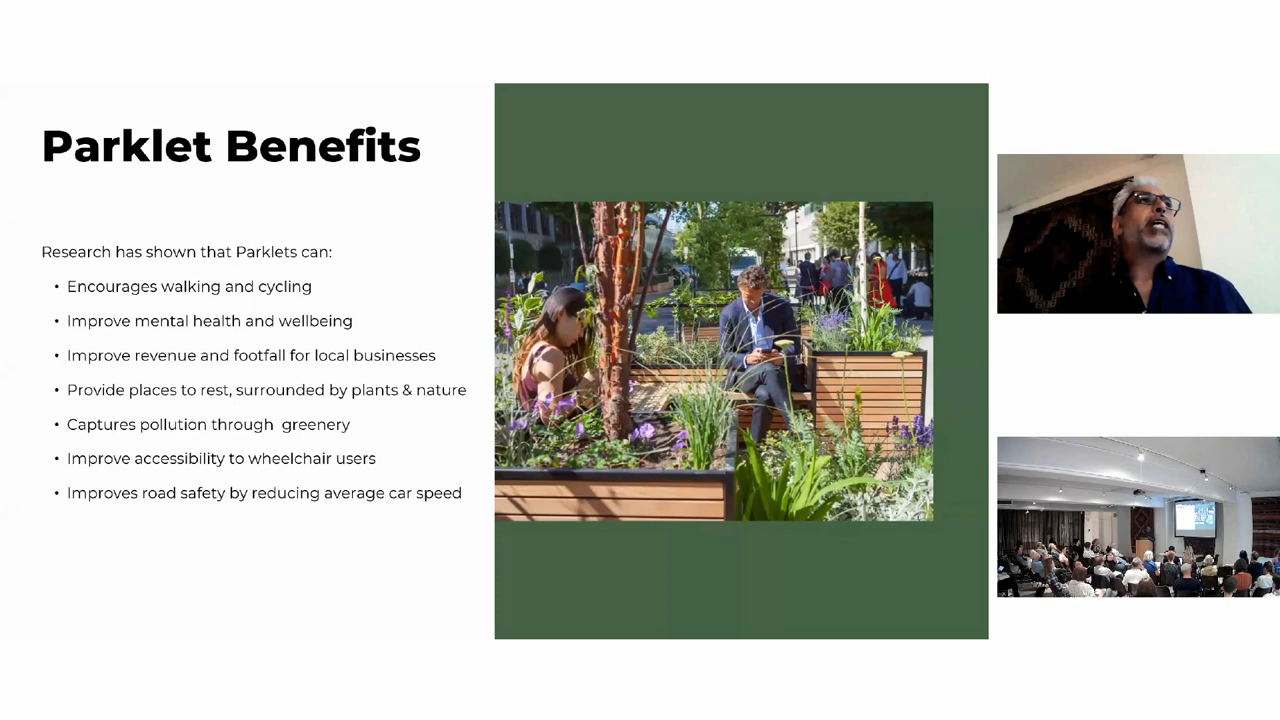 Parklet Benefits
Research has shown that Parklets can:
• Encourages walking and cycling
• Improve mental health and wellbeing
• Improve revenue and footfall for local businesses
• Provide places to rest, surrounded by plants & nature
• Captures pollution through  greenery
• Improve accessibility to wheelchair users
• Improves road safety by reducing average car speed